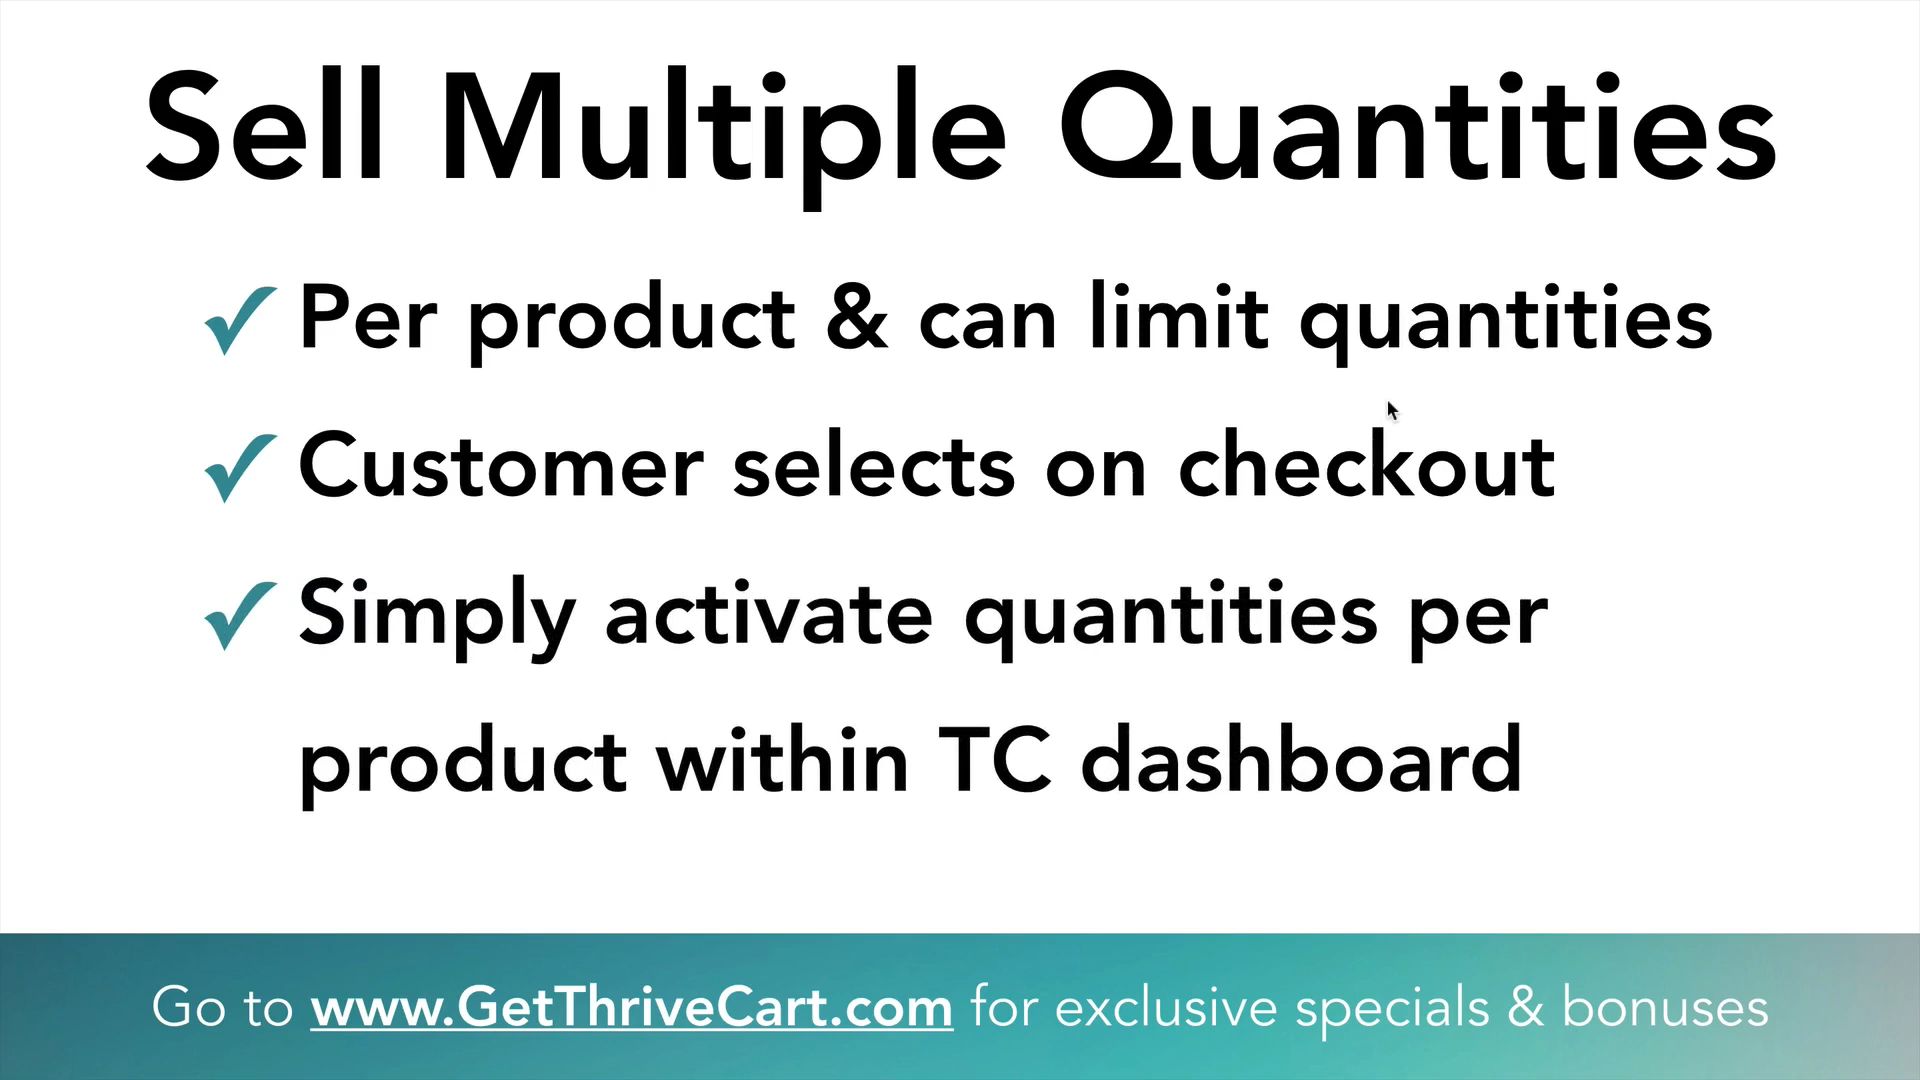 Sell Multiple Quantities
Per product & can limit quantities
Customer selects on checkout
Simply activate quantities per
product within TC dashboard
Go to www.GetThriveCart.com for exclusive specials & bonuses